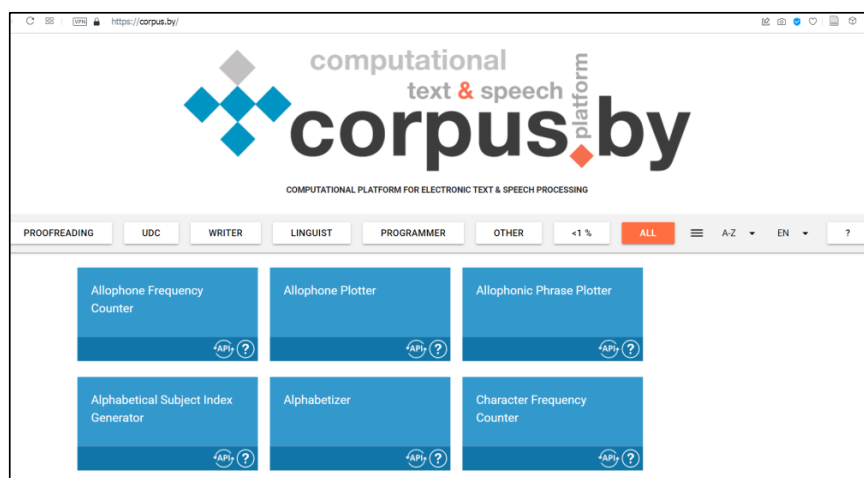 VPN https://corpus.by/
computational
text & speech
platform
corpus.by
COMPUTATIONAL PLATFORM FOR ELECTRONIC TEXT & SPEECH PROCESSING
PROOFREADING UDC WRITER LINGUIST PROGRAMMER OTHER <1 % ALL A-Z EN ?
Allophone Frequency Allophone Plotter Allophonic Phrase Plotter
Counter
API ? API ? API ?
Alphabetical Subject Index Alphabetizer Character Frequency
Generator Counter
API ? API ? API ?